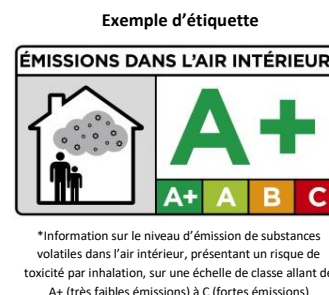 Exemple d'étiquette
ÉMISSIONS DANS L'AIR INTÉRIEUR
A+
A+ A B C
*Information sur le niveau d'émission de substances
volatiles dans l'air intérieur, présentant un risque de
toxicité par inhalation, sur une échelle de classe allant de
A+ (très faibles émissions) à C (fortes émissions)